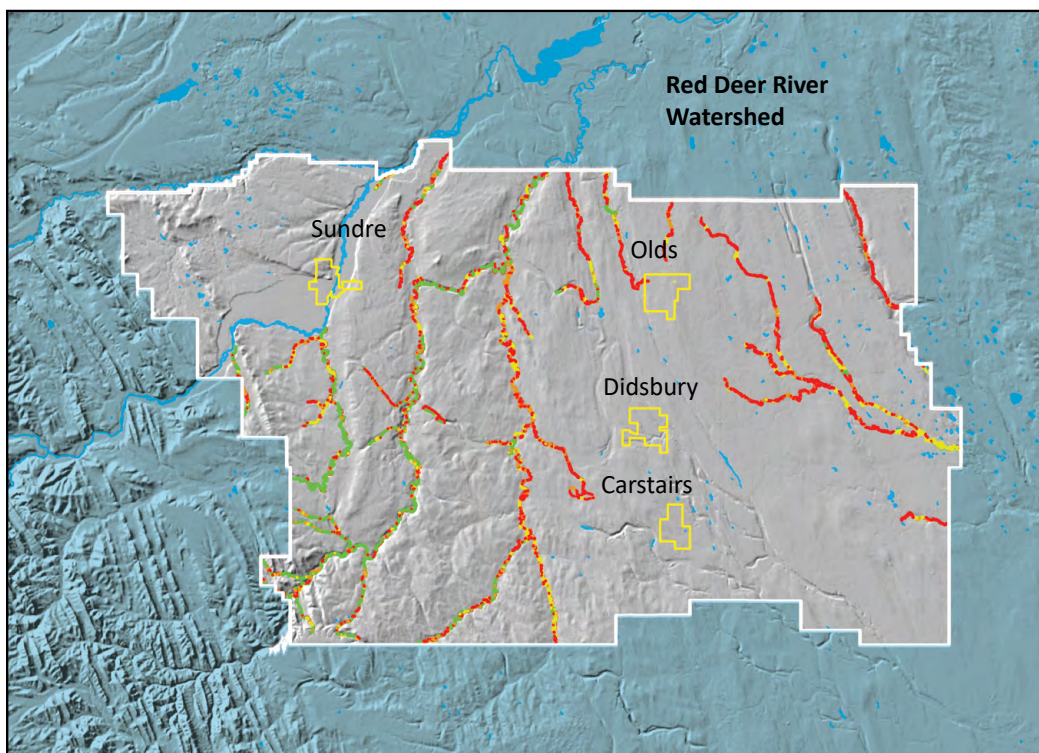 Red Deer River
Watershed
Sundre
Olds
Didsbury
Carstairs